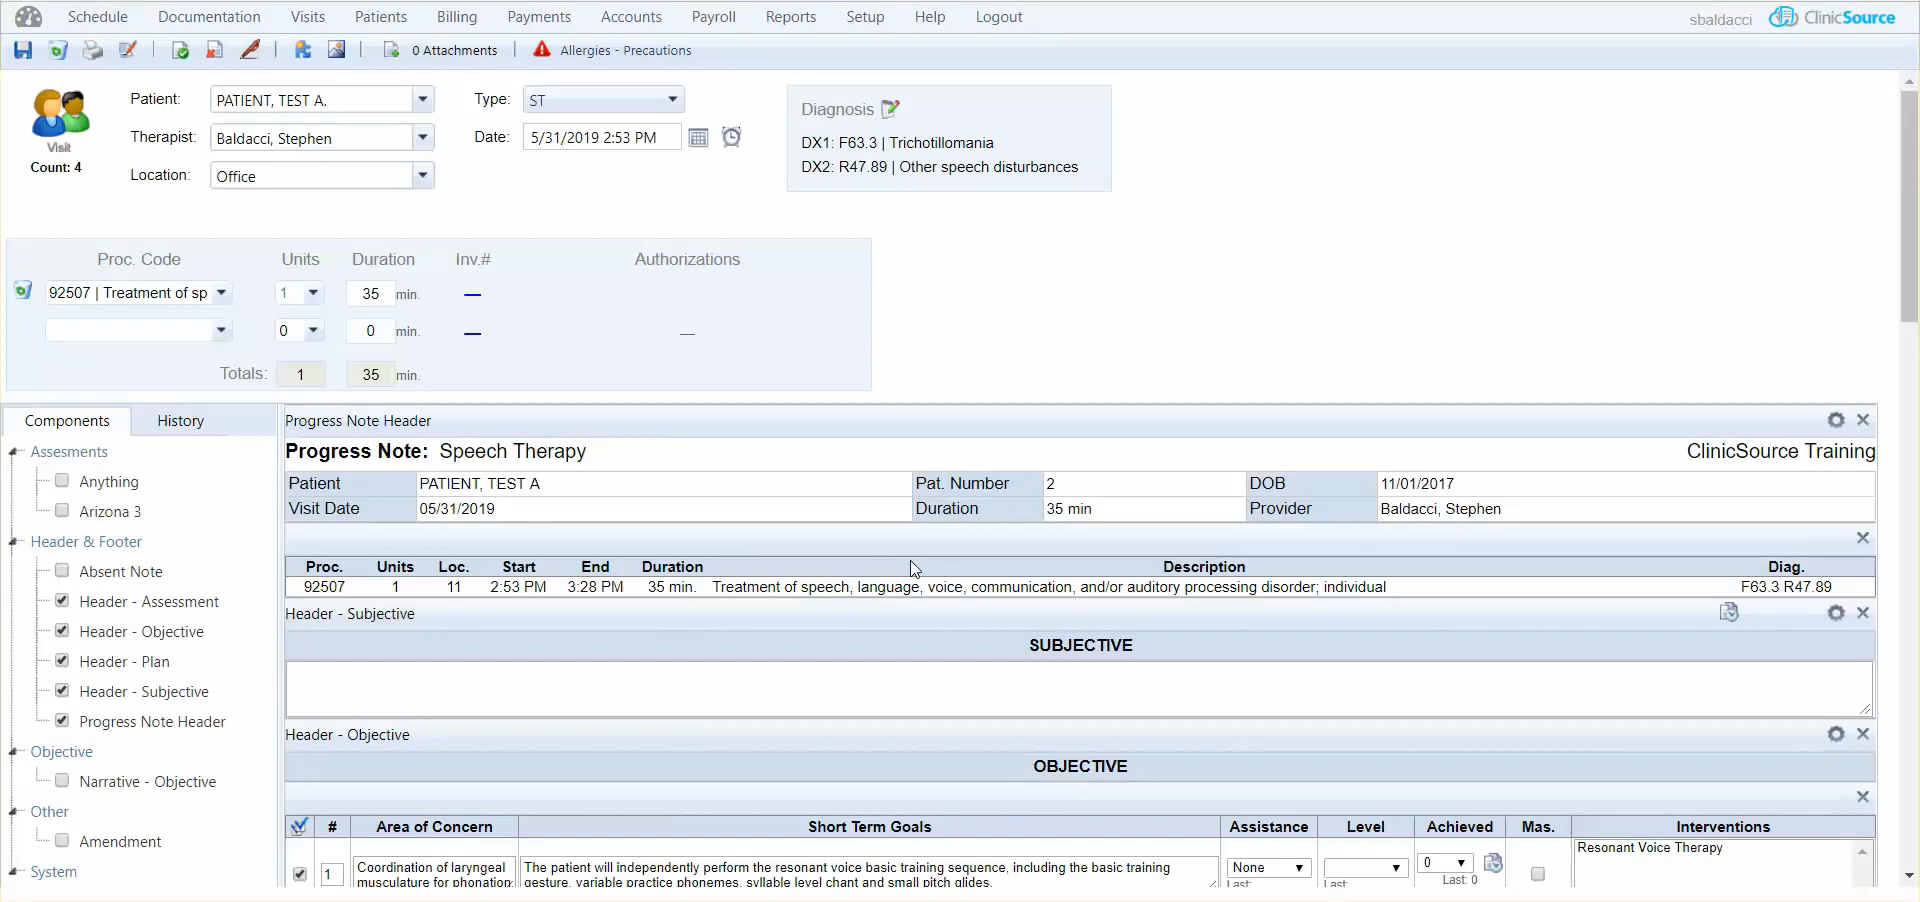 Schedule Documentation Visits Patients Billing Payments Accounts Payroll Reports Setup Help Logout sbaldacci ClinicSource
0 Attachments Allergies - Precautions
Patient: PATIENT, TEST A. Type: ST Diagnosis
Visit
Therapist: Baldacci, Stephen Date: 5/31/2019 2:53 PM DX1: F63.3 | Trichotillomania
Count: 4 Location: Office DX2: R47.89 | Other speech disturbances
Proc. Code Units Duration Inv.# Authorizations
92507 | Treatment of sp 1 35 min. —
0 0 min. — —
Totals: 1 35 min.
Components History
Assesments
Anything
Arizona 3
Header & Footer
Absent Note
Header - Assessment
Header - Objective
Header - Plan
Header - Subjective
Progress Note Header
Objective
Narrative - Objective
Other
Amendment
System
Progress Note Header
Progress Note: Speech Therapy ClinicSource Training
Patient PATIENT, TEST A Pat. Number 2 DOB 11/01/2017
Visit Date 05/31/2019 Duration 35 min Provider Baldacci, Stephen
Proc. Units Loc. Start End Duration Description Diag.
92507 1 11 2:53 PM 3:28 PM 35 min. Treatment of speech, language, voice, communication, and/or auditory processing disorder; individual F63.3 R47.89
Header - Subjective
SUBJECTIVE
Header - Objective
OBJECTIVE
# Area of Concern Short Term Goals Assistance Level Achieved Mas. Interventions
1 Coordination of laryngeal The patient will independently perform the resonant voice basic training sequence, including the basic training None 0 Resonant Voice Therapy
musculature for phonation gesture, variable practice phonemes, syllable level chant and small pitch glides. Last: Last: Last: 0